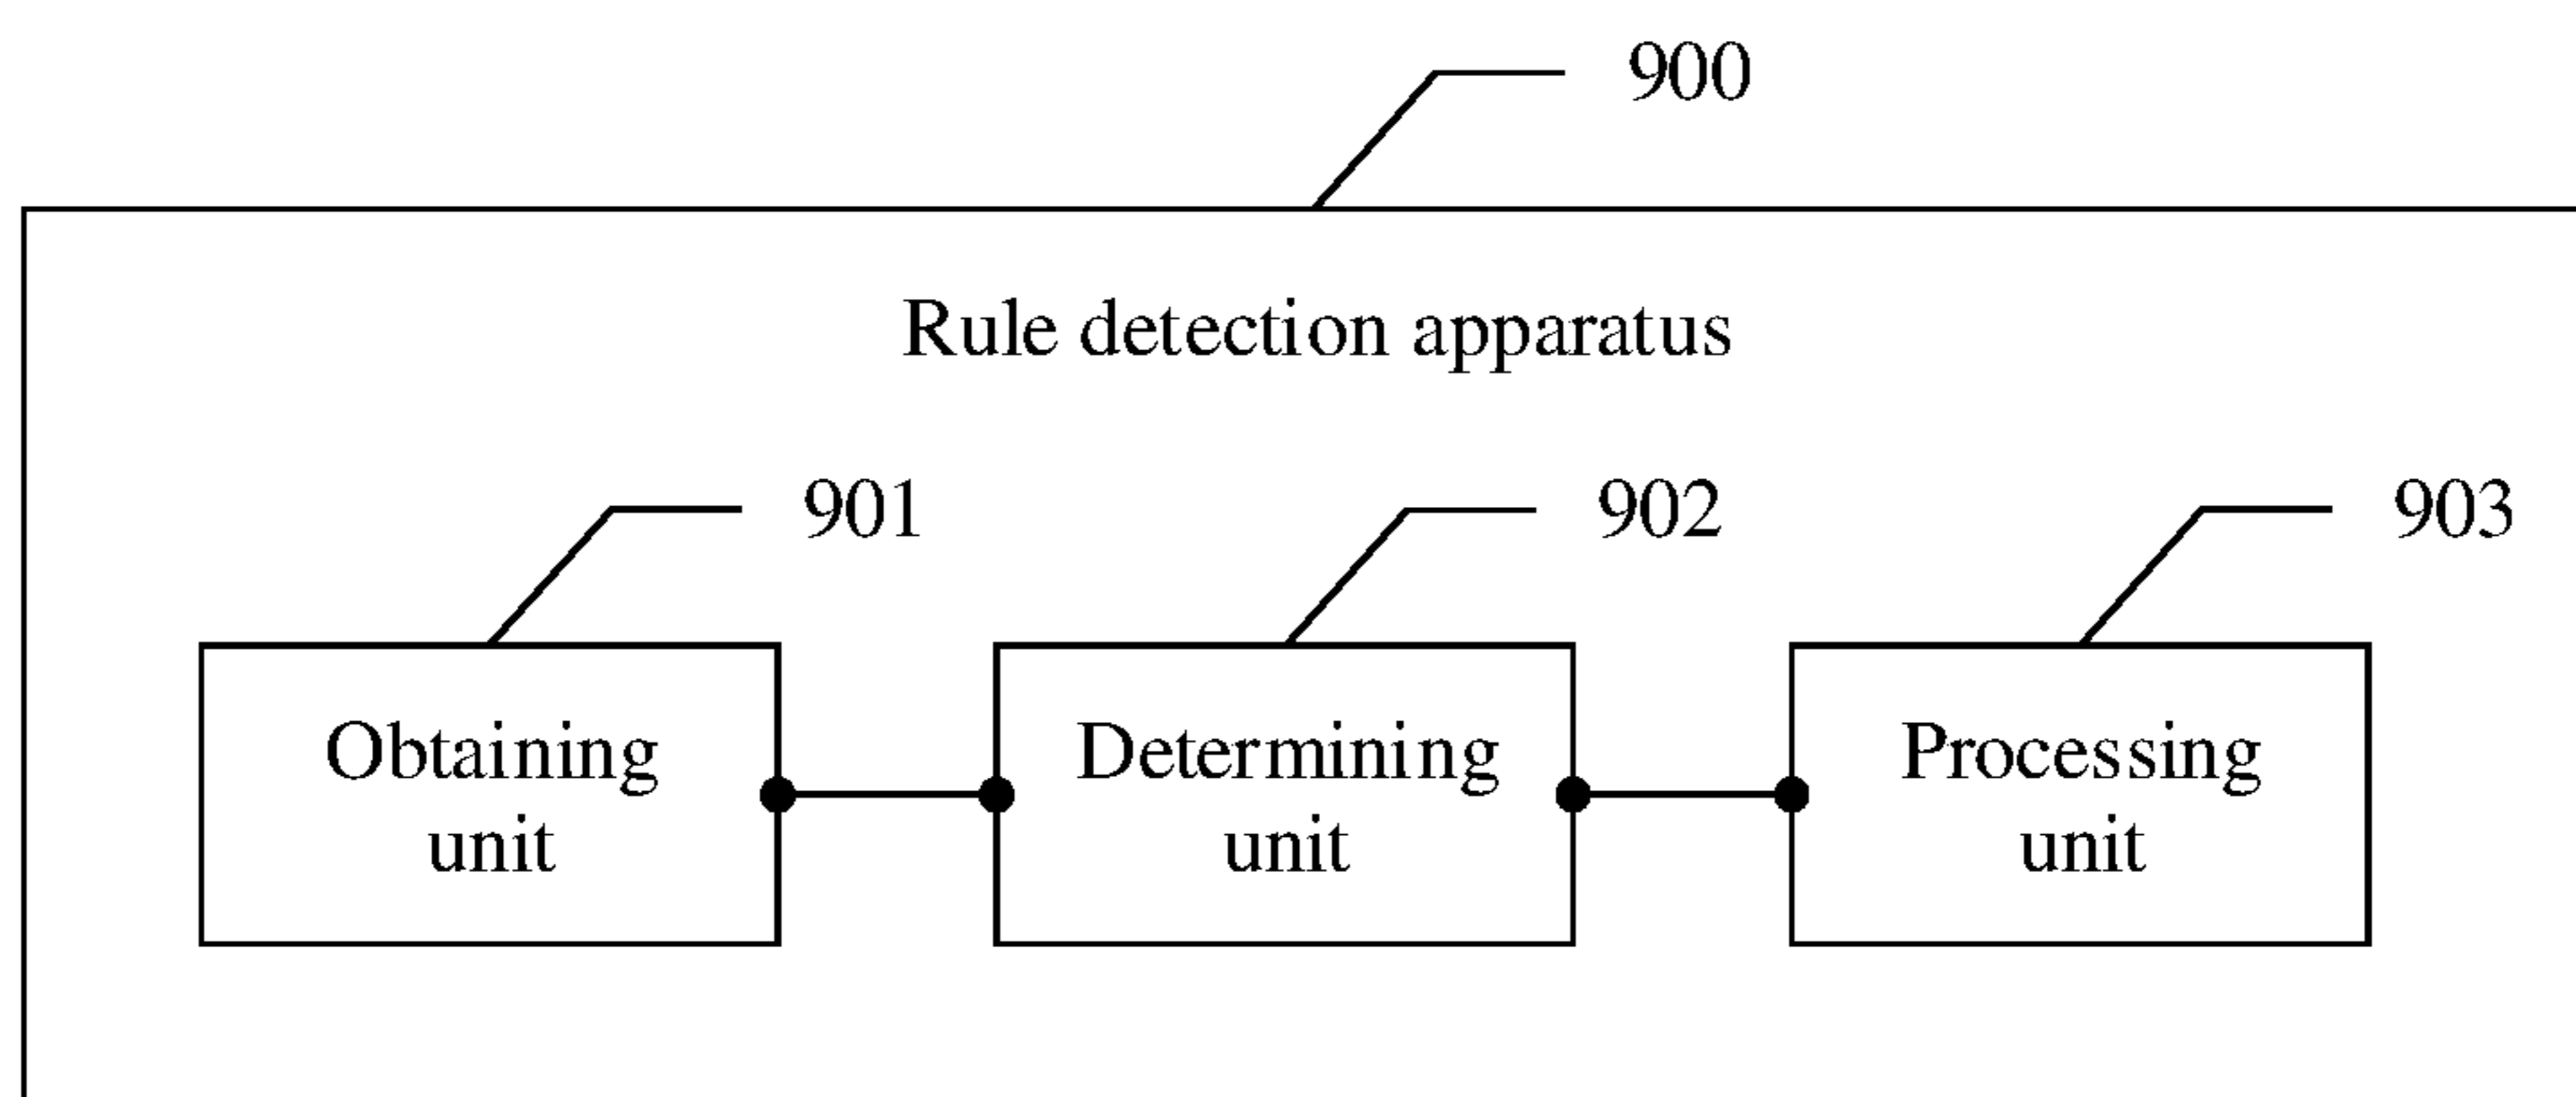 900
Rule detection apparatus
901
902
903
Obtaining
unit
Determining
unit
Processing
unit